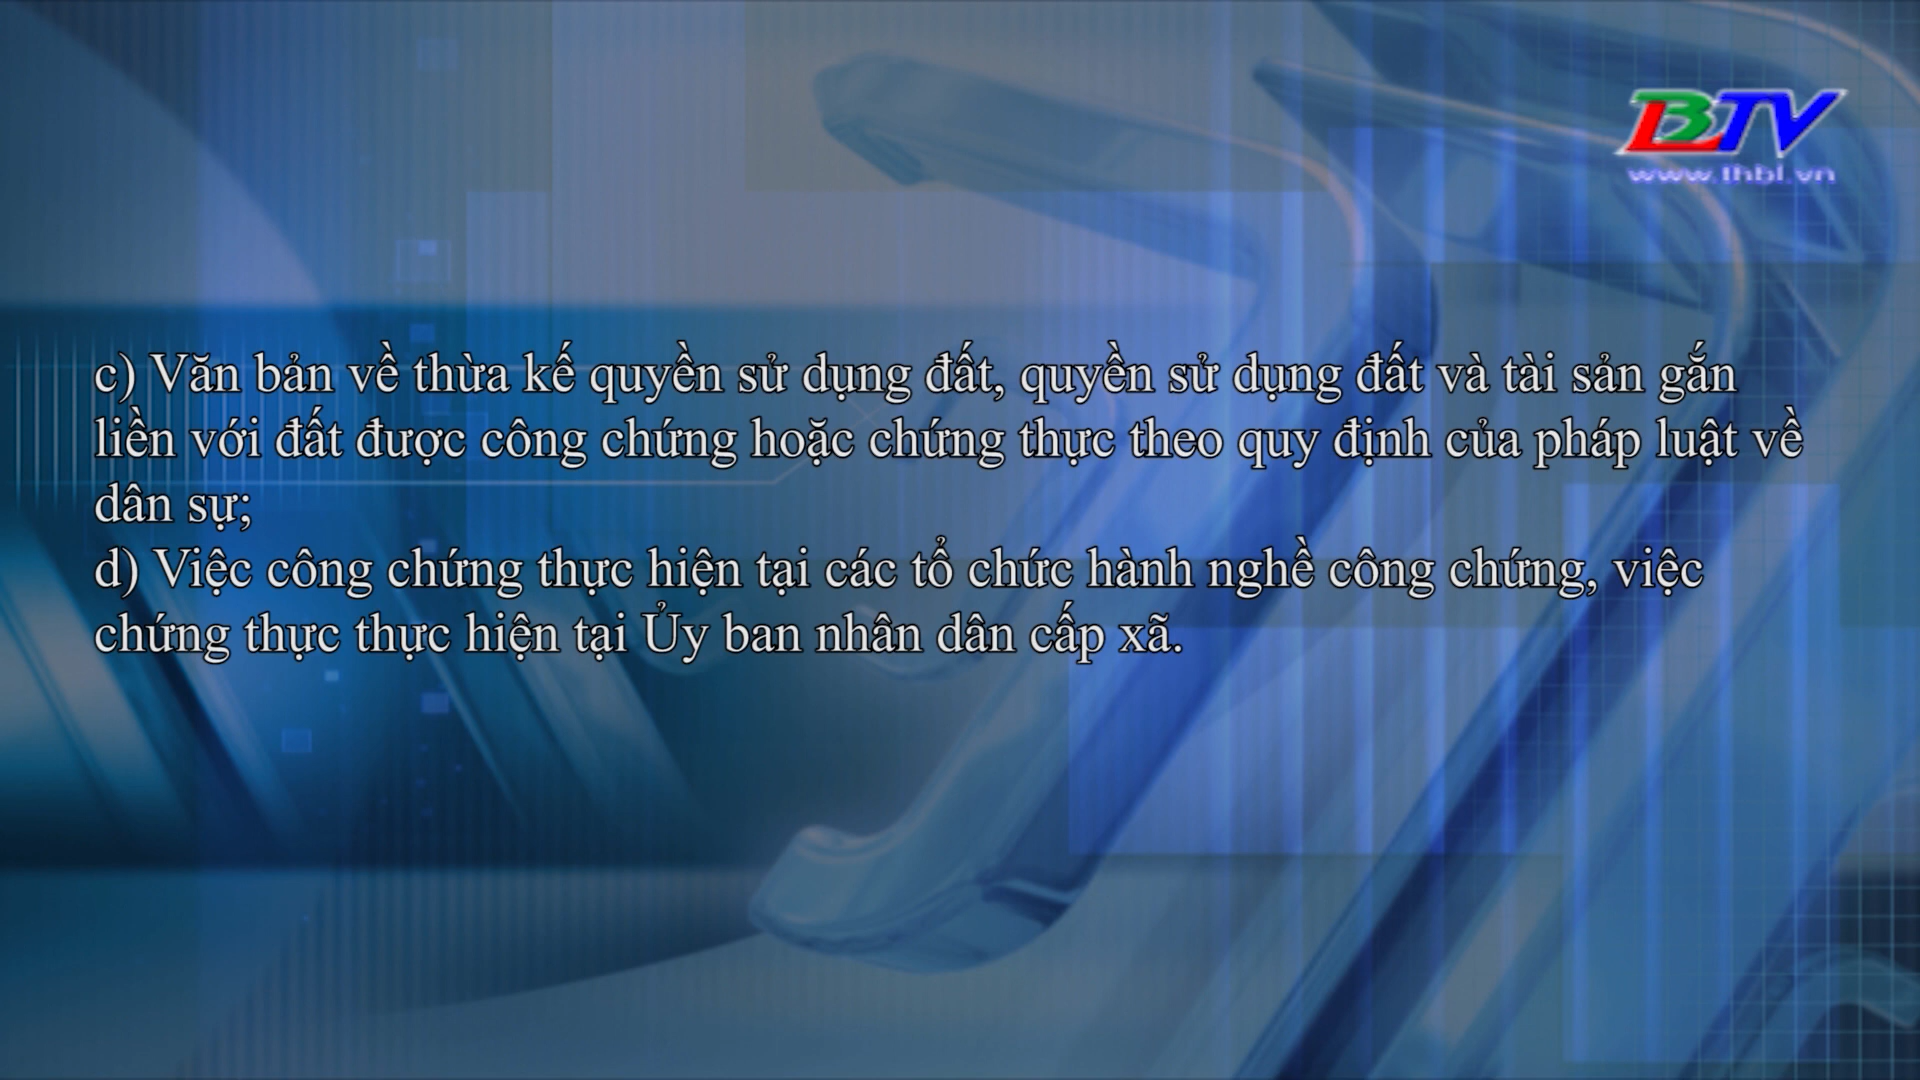 BTV
www.thbt.vn
c) Văn bản về thừa kế quyền sử dụng đất, quyền sử dụng đất và tài sản gắn
liền với đất được công chứng hoặc chứng thực theo quy định của pháp luật về
dân sự;
d) Việc công chứng thực hiện tại các tổ chức hành nghề công chứng, việc
chứng thực thực hiện tại Ủy ban nhân dân cấp xã.